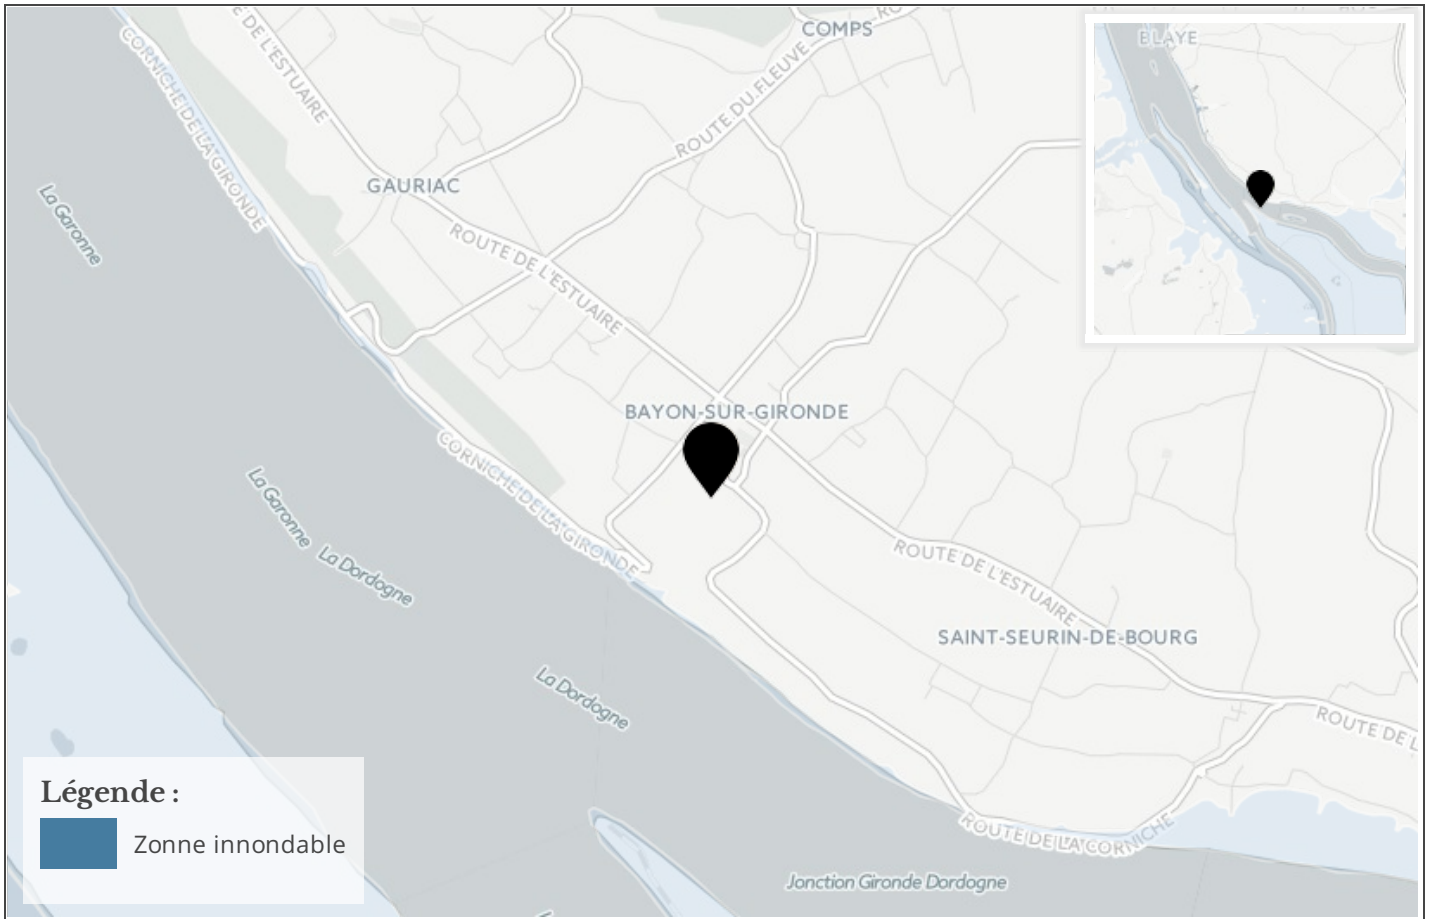 COMPS
BLAYE
DE L'ESTUAIRE
CORNICHE DE LA GIRONDE
ROUTE DU FLEUVE
RO
GAURIAC
La Garonne
ROUTE DE L'ESTUAIRE
BAYON-SUR-GIRONDE
CORNICHE DE LA GIRONDE
La Garonne
La Dordogne
ROUTE DE L'ESTUAIRE
SAINT-SEURIN-DE-BOURG
La Dordogne
ROUTE DE L
Légende :
Zonne innondable
ROUTE DE LA CORNICHE
Jonction Gironde Dordogne